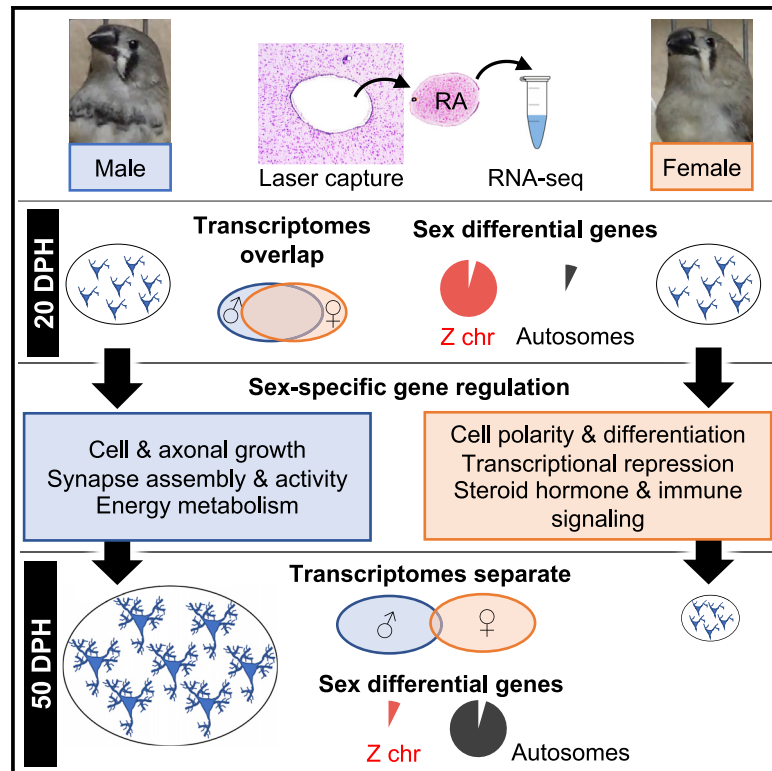 Male
RA
Laser capture
RNA-seq
Female
20 DPH
Transcriptomes
overlap
♂
♀
Sex differential genes
Z chr
Autosomes
Sex-specific gene regulation
Cell & axonal growth
Synapse assembly & activity
Energy metabolism
Cell polarity & differentiation
Transcriptional repression
Steroid hormone & immune
signaling
50 DPH
Transcriptomes separate
♂
♀
Sex differential genes
Z chr
Autosomes